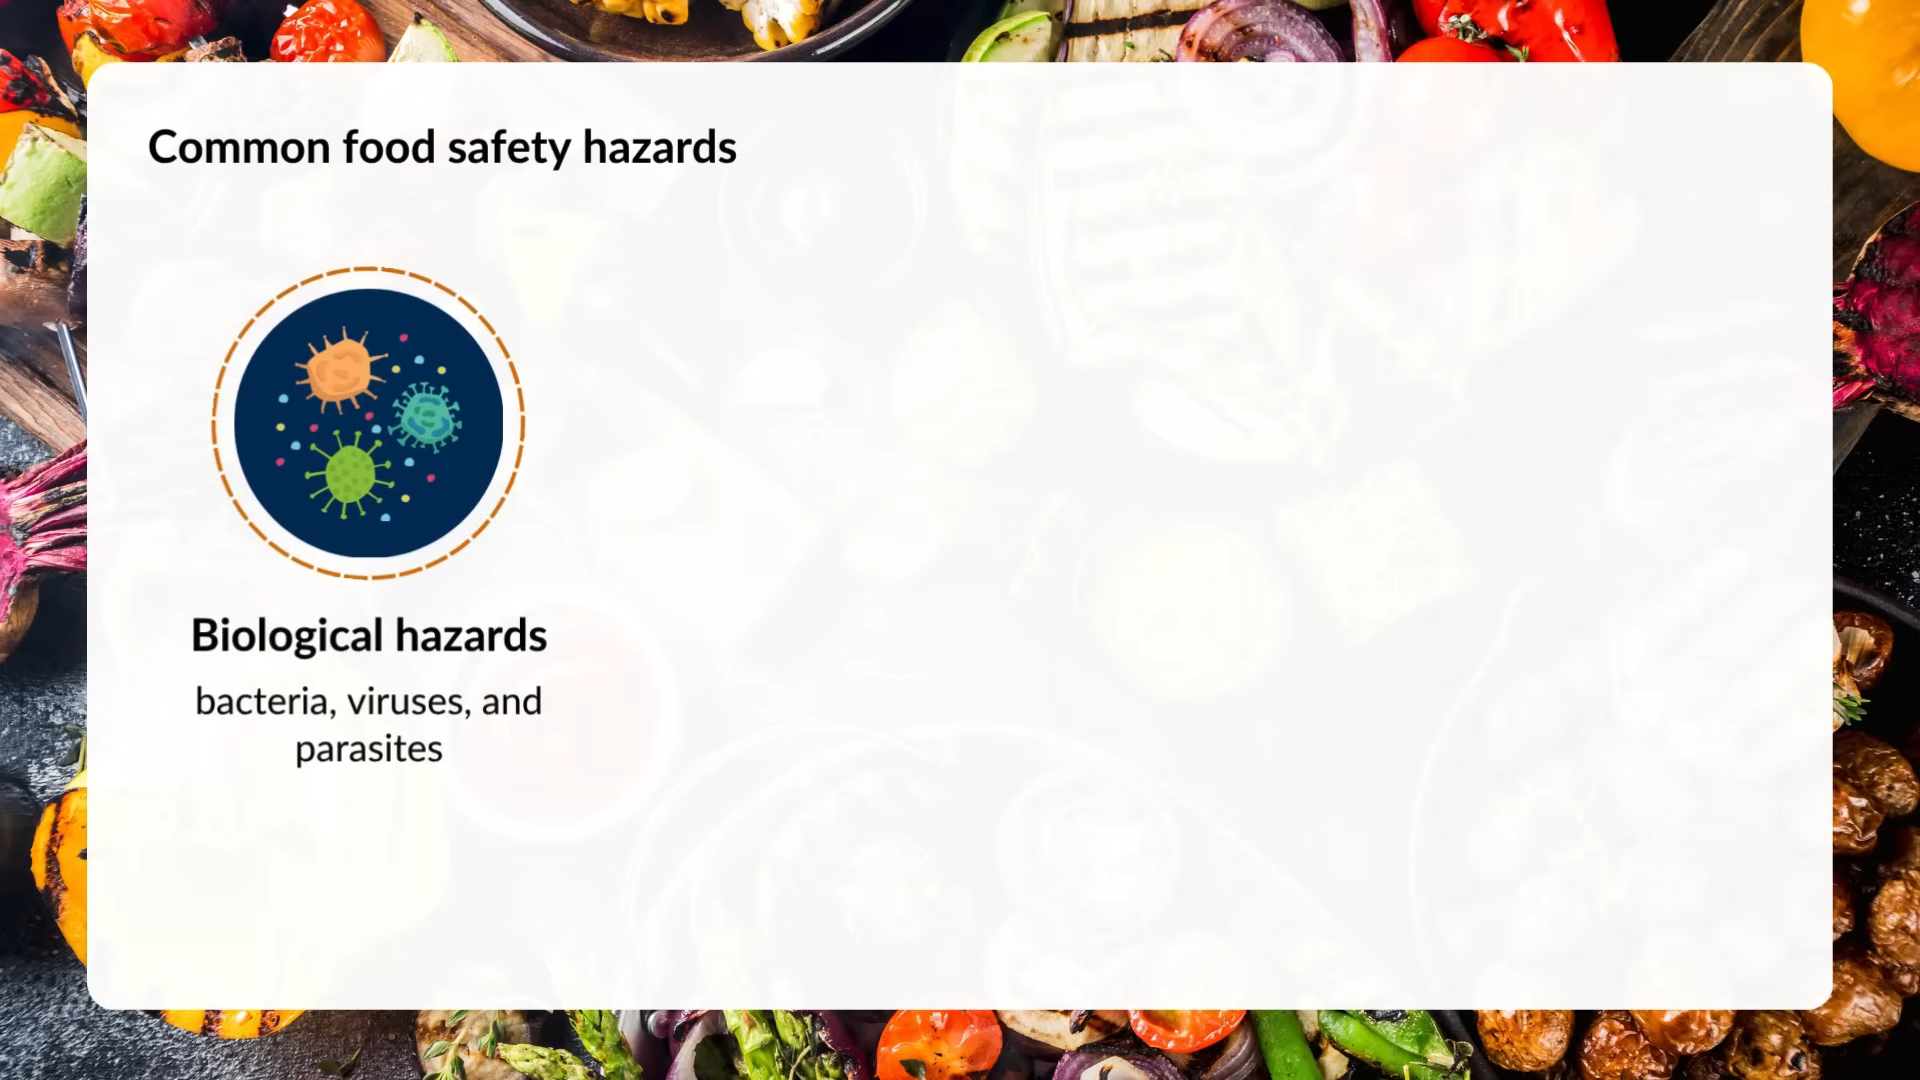 Common food safety hazards
Biological hazards
bacteria, viruses, and
parasites